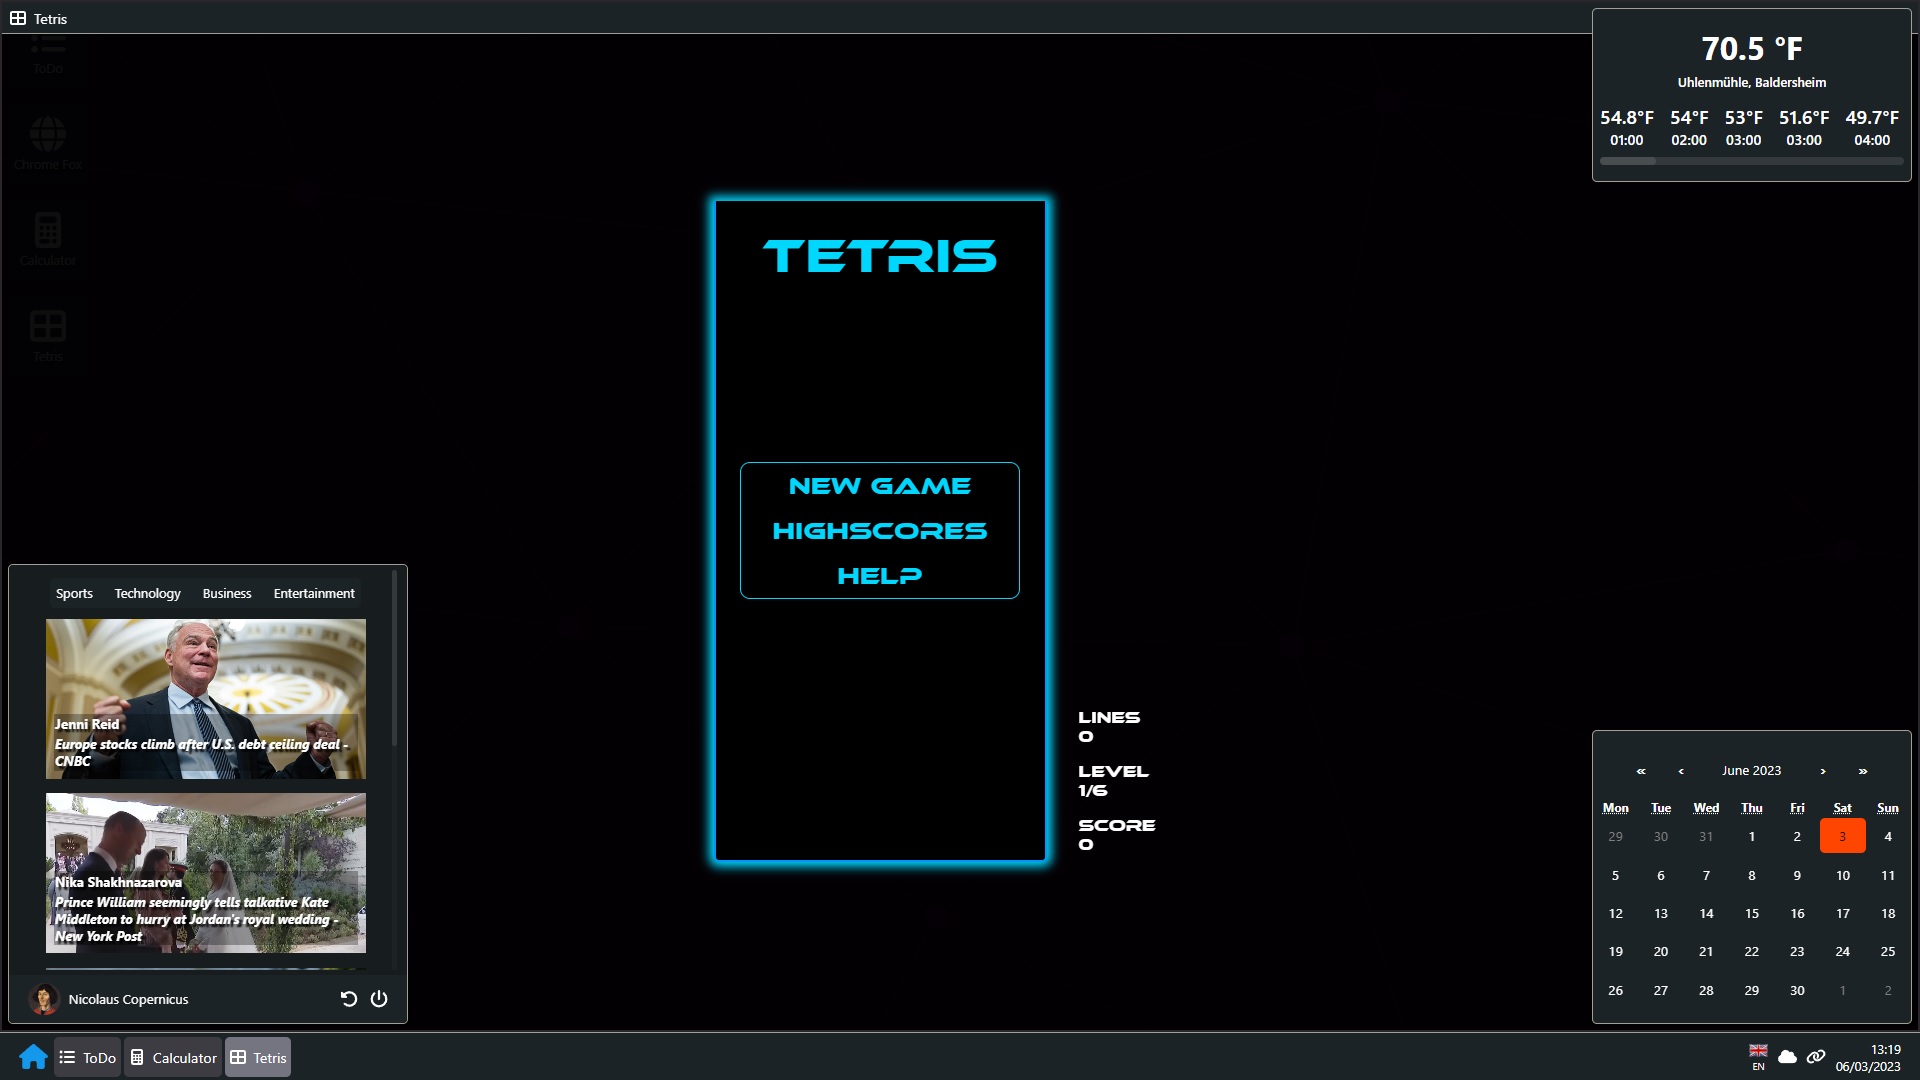 Tetris
ToDo
Chrome Fox
Calculator
Tetris
70.5 °F
Uhlenmühle, Baldersheim
54.8°F 54°F 53°F 51.6°F 49.7°F
01:00 02:00 03:00 03:00 04:00
TETRIS
NEW GAME
HIGHSCORES
HELP
LINES
0
LEVEL
1/6
SCORE
0
Sports Technology Business Entertainment
Jenni Reid
Europe stocks climb after U.S. debt ceiling deal -
CNBC
Nika Shakhnazarova
Prince William seemingly tells talkative Kate
Middleton to hurry at Jordan's royal wedding -
New York Post
Nicolaus Copernicus
« ‹ June 2023 › »
Mon Tue Wed Thu Fri Sat Sun
29 30 31 1 2 3 4
5 6 7 8 9 10 11
12 13 14 15 16 17 18
19 20 21 22 23 24 25
26 27 28 29 30 1 2
ToDo Calculator Tetris
EN
13:19
06/03/2023